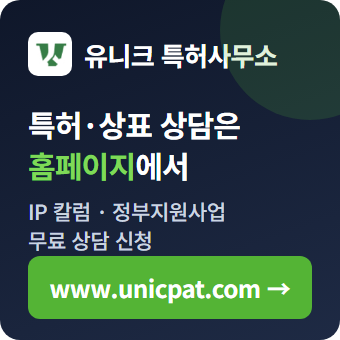 유니크 특허사무소
특허·상표 상담은
홈페이지에서
IP 칼럼 · 정부지원사업
무료 상담 신청
www.unicpat.com →